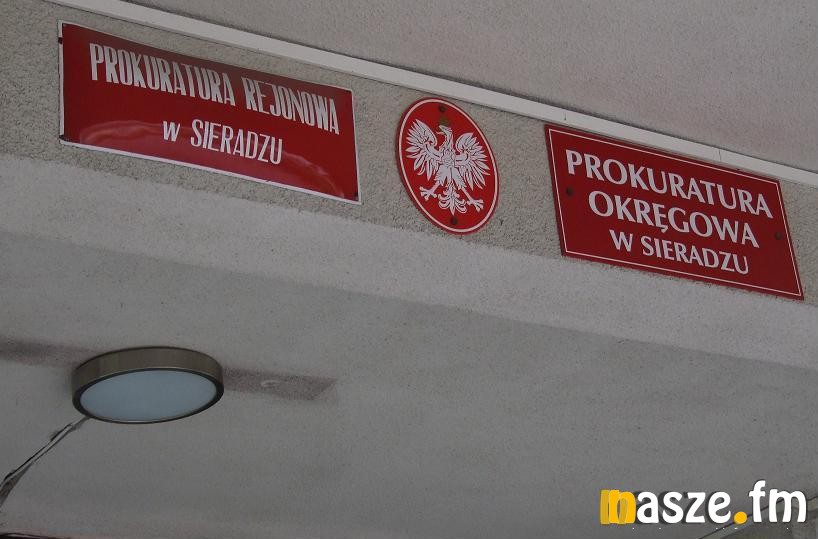 PROKURATURA REJONOWA
w SIERADZU
PROKURATURA
OKRĘGOWA
W SIERADZU
nasze.fm